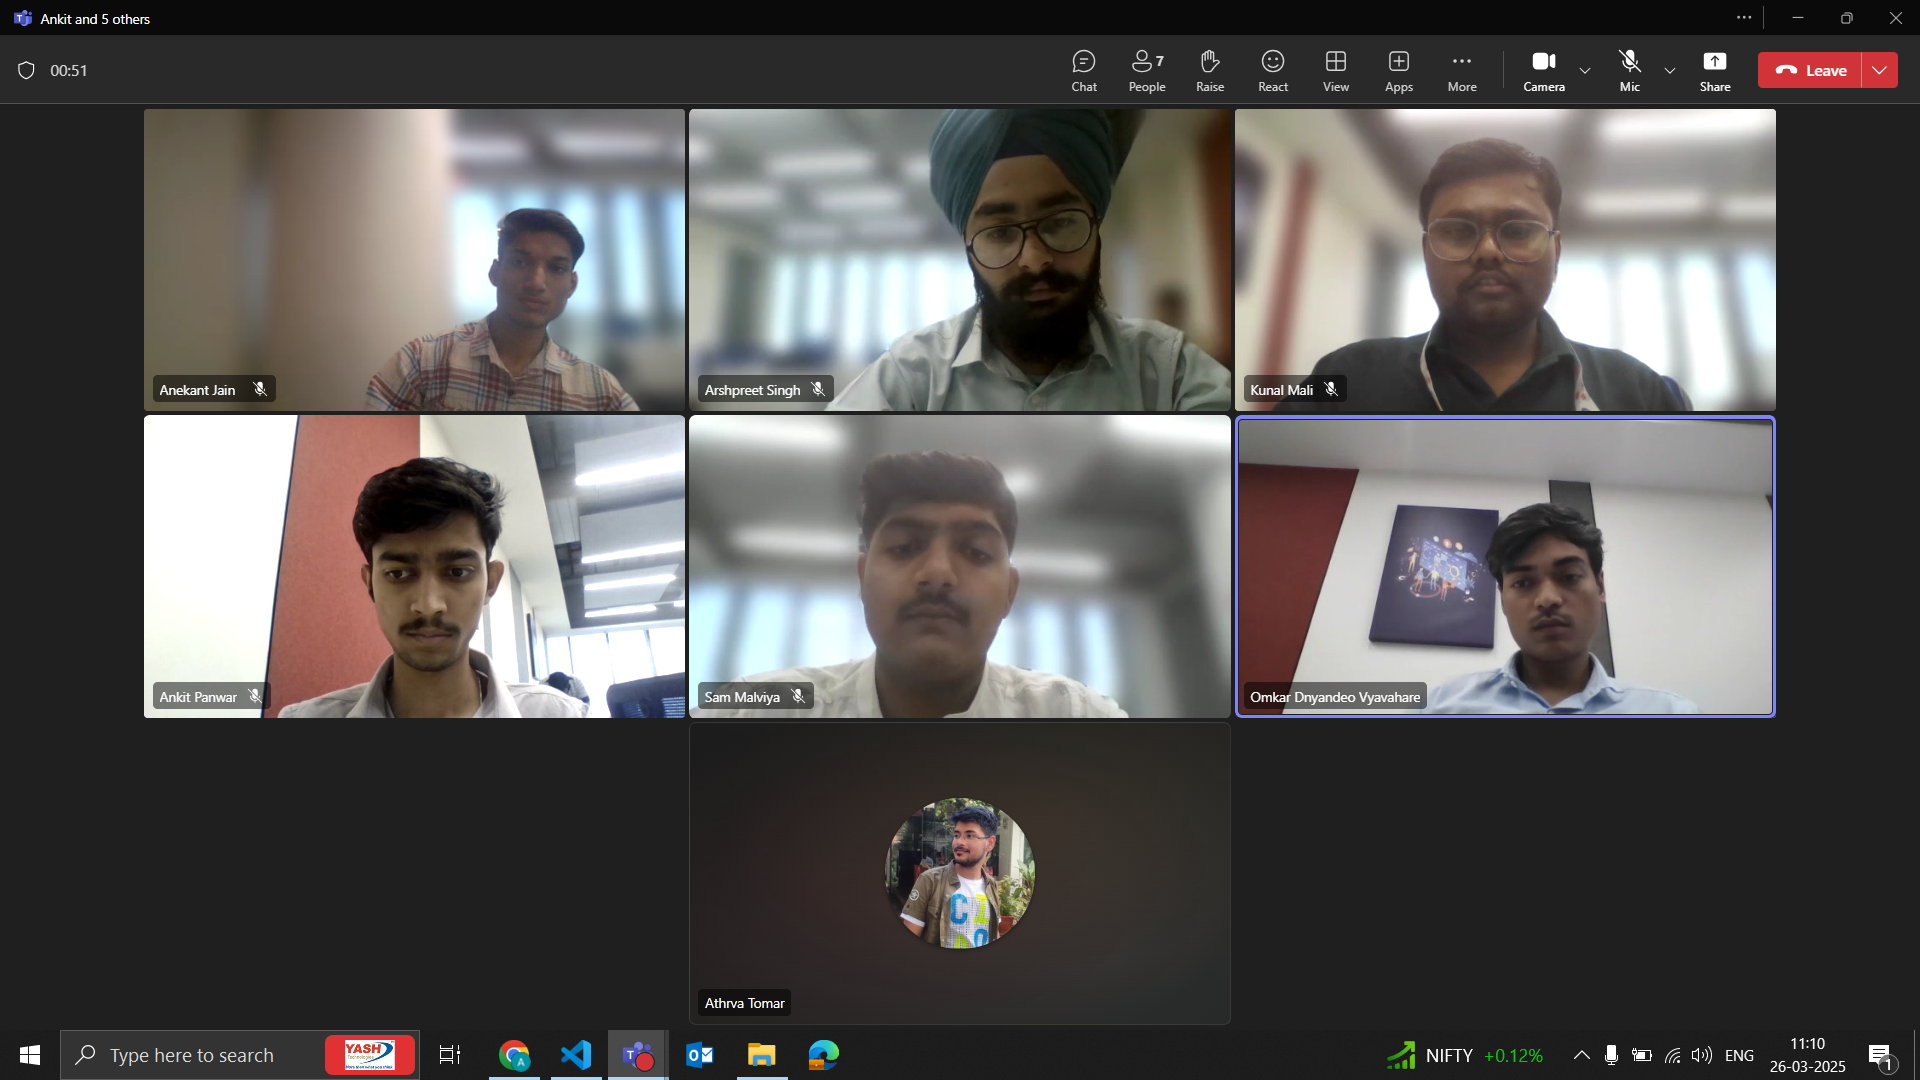 Ankit and 5 others
00:51
Chat
People 7
Raise
React
View
Apps
More
Camera
Mic
Share
Leave
Anekant Jain
Arshpreet Singh
Kunal Mali
Ankit Panwar
Sam Malviya
Omkar Dnyandeo Vyavahare
Athrva Tomar
Type here to search
YASH
Technologies
NIFTY +0.12%
ENG
11:10
26-03-2025
1